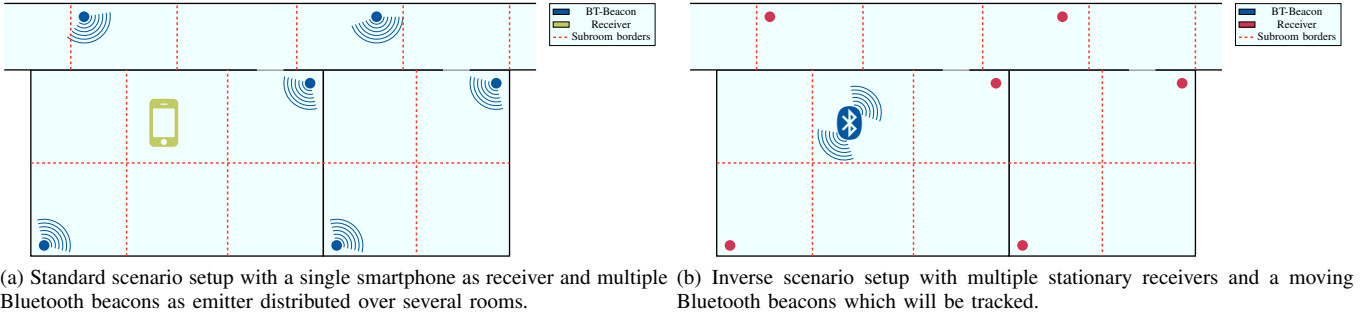 BT-Beacon
Receiver
Subroom borders
BT-Beacon
Receiver
Subroom borders
(a) Standard scenario setup with a single smartphone as receiver and multiple
Bluetooth beacons as emitter distributed over several rooms.
(b) Inverse scenario setup with multiple stationary receivers and a moving
Bluetooth beacons which will be tracked.